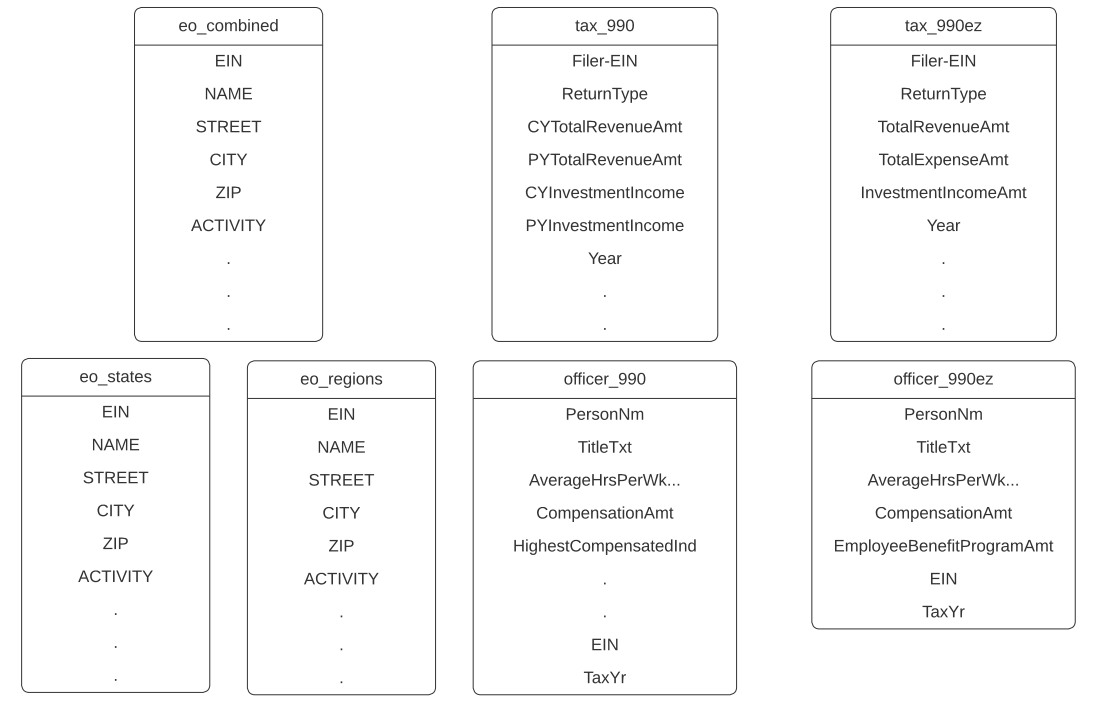 eo_combined
EIN
NAME
STREET
CITY
ZIP
ACTIVITY
.
.
.
tax_990
Filer-EIN
ReturnType
CYTotalRevenueAmt
PYTotalRevenueAmt
CYInvestmentIncome
PYInvestmentIncome
Year
.
.
tax_990ez
Filer-EIN
ReturnType
TotalRevenueAmt
TotalExpenseAmt
InvestmentIncomeAmt
Year
.
.
.
eo_states
EIN
NAME
STREET
CITY
ZIP
ACTIVITY
.
.
.
eo_regions
EIN
NAME
STREET
CITY
ZIP
ACTIVITY
.
.
.
officer_990
PersonNm
TitleTxt
AverageHrsPerWk...
CompensationAmt
HighestCompensatedInd
.
.
EIN
TaxYr
officer_990ez
PersonNm
TitleTxt
AverageHrsPerWk...
CompensationAmt
EmployeeBenefitProgramAmt
EIN
TaxYr